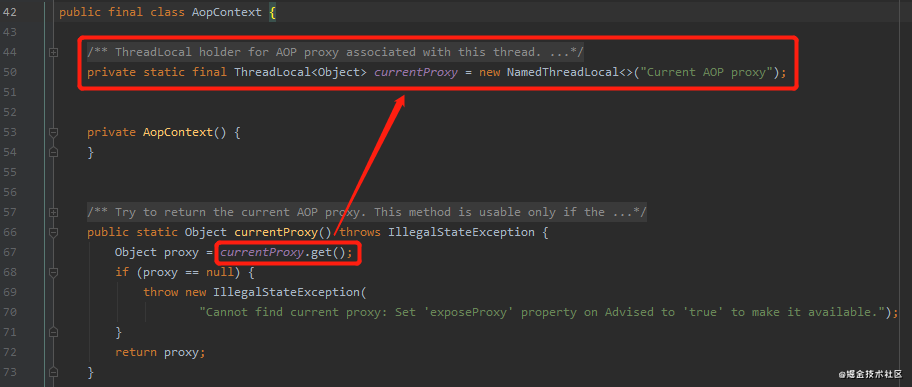 42 public final class AopContext {
43
44 /** ThreadLocal holder for AOP proxy associated with this thread. ...*/
50 private static final ThreadLocal<Object> currentProxy = new NamedThreadLocal<>("Current AOP proxy");
51
52
53 private AopContext() {
54 }
55
56
57 /** Try to return the current AOP proxy. This method is usable only if the ...*/
66 public static Object currentProxy() throws IllegalStateException {
67 Object proxy = currentProxy.get();
68 if (proxy == null) {
69 throw new IllegalStateException(
70 "Cannot find current proxy: Set 'exposeProxy' property on Advised to 'true' to make it available.");
71 }
72 return proxy;
73 }
@掘金技术社区